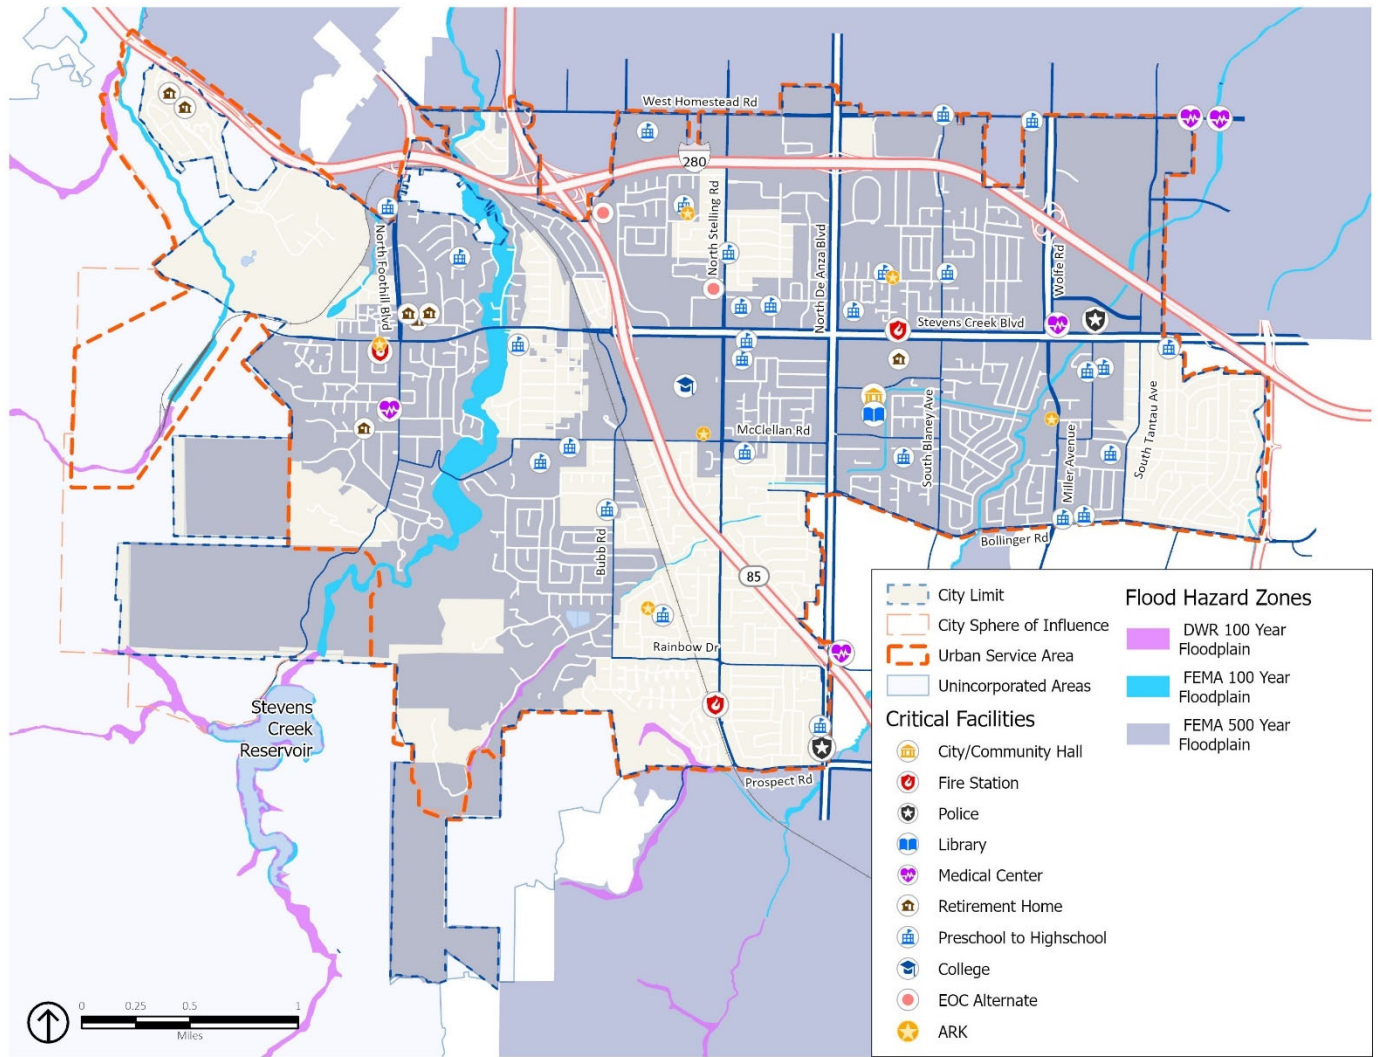 West Homestead Rd
280
North Stelling Rd
North De Anza Blvd
Wolfe Rd
North Foothill Blvd
Stevens Creek Blvd
McClellan Rd
South Blaney Ave
Miller Avenue
South Tantau Ave
Bubb Rd
Bollinger Rd
85
Rainbow Dr
Stevens
Creek
Reservoir
Prospect Rd
City Limit
City Sphere of Influence
Urban Service Area
Unincorporated Areas
Critical Facilities
City/Community Hall
Fire Station
Police
Library
Medical Center
Retirement Home
Preschool to Highschool
College
EOC Alternate
ARK
Flood Hazard Zones
DWR 100 Year
Floodplain
FEMA 100 Year
Floodplain
FEMA 500 Year
Floodplain
0 0.25 0.5 1
Miles